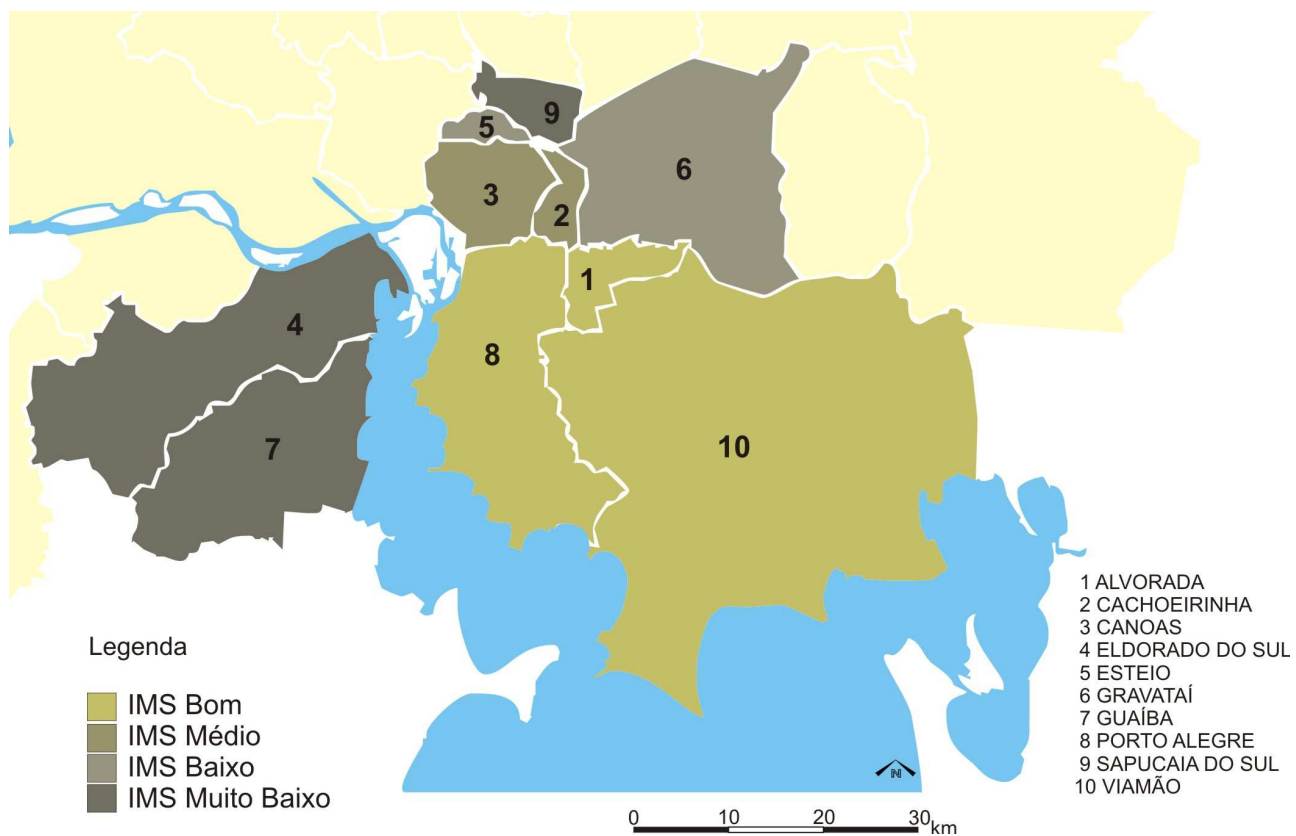 9
5
6
3
2
1
4
8
7
10
Legenda
IMS Bom
IMS Médio
IMS Baixo
IMS Muito Baixo
1 ALVORADA
2 CACHOEIRINHA
3 CANOAS
4 ELDORADO DO SUL
5 ESTEIO
6 GRAVATAÍ
7 GUAÍBA
8 PORTO ALEGRE
9 SAPUCAIA DO SUL
10 VIAMÃO
N
0 10 20 30 km